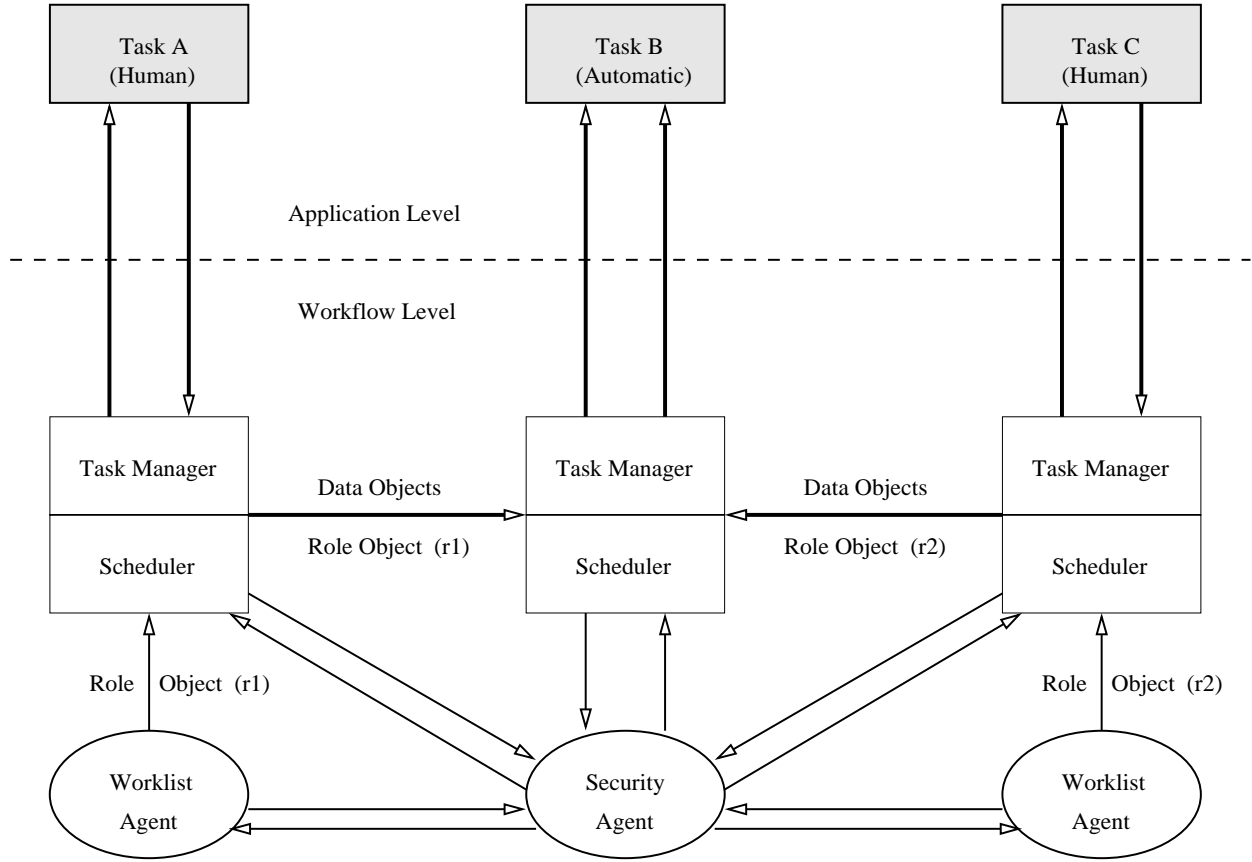 Task A
(Human)
Task B
(Automatic)
Task C
(Human)
Application Level
Workflow Level
Task Manager
Scheduler
Data Objects
Role Object (r1)
Task Manager
Scheduler
Data Objects
Role Object (r2)
Task Manager
Scheduler
Role Object (r1)
Role Object (r2)
Worklist
Agent
Security
Agent
Worklist
Agent